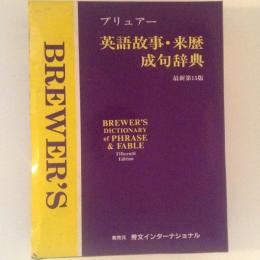 BREWER'S
ブリュアー
英語故事・来歴
成句辞典
最新第15版
BREWER'S
DICTIONARY
of PHRASE
& FABLE
Fifteenth
Edition
発売元 秀文インターナショナル